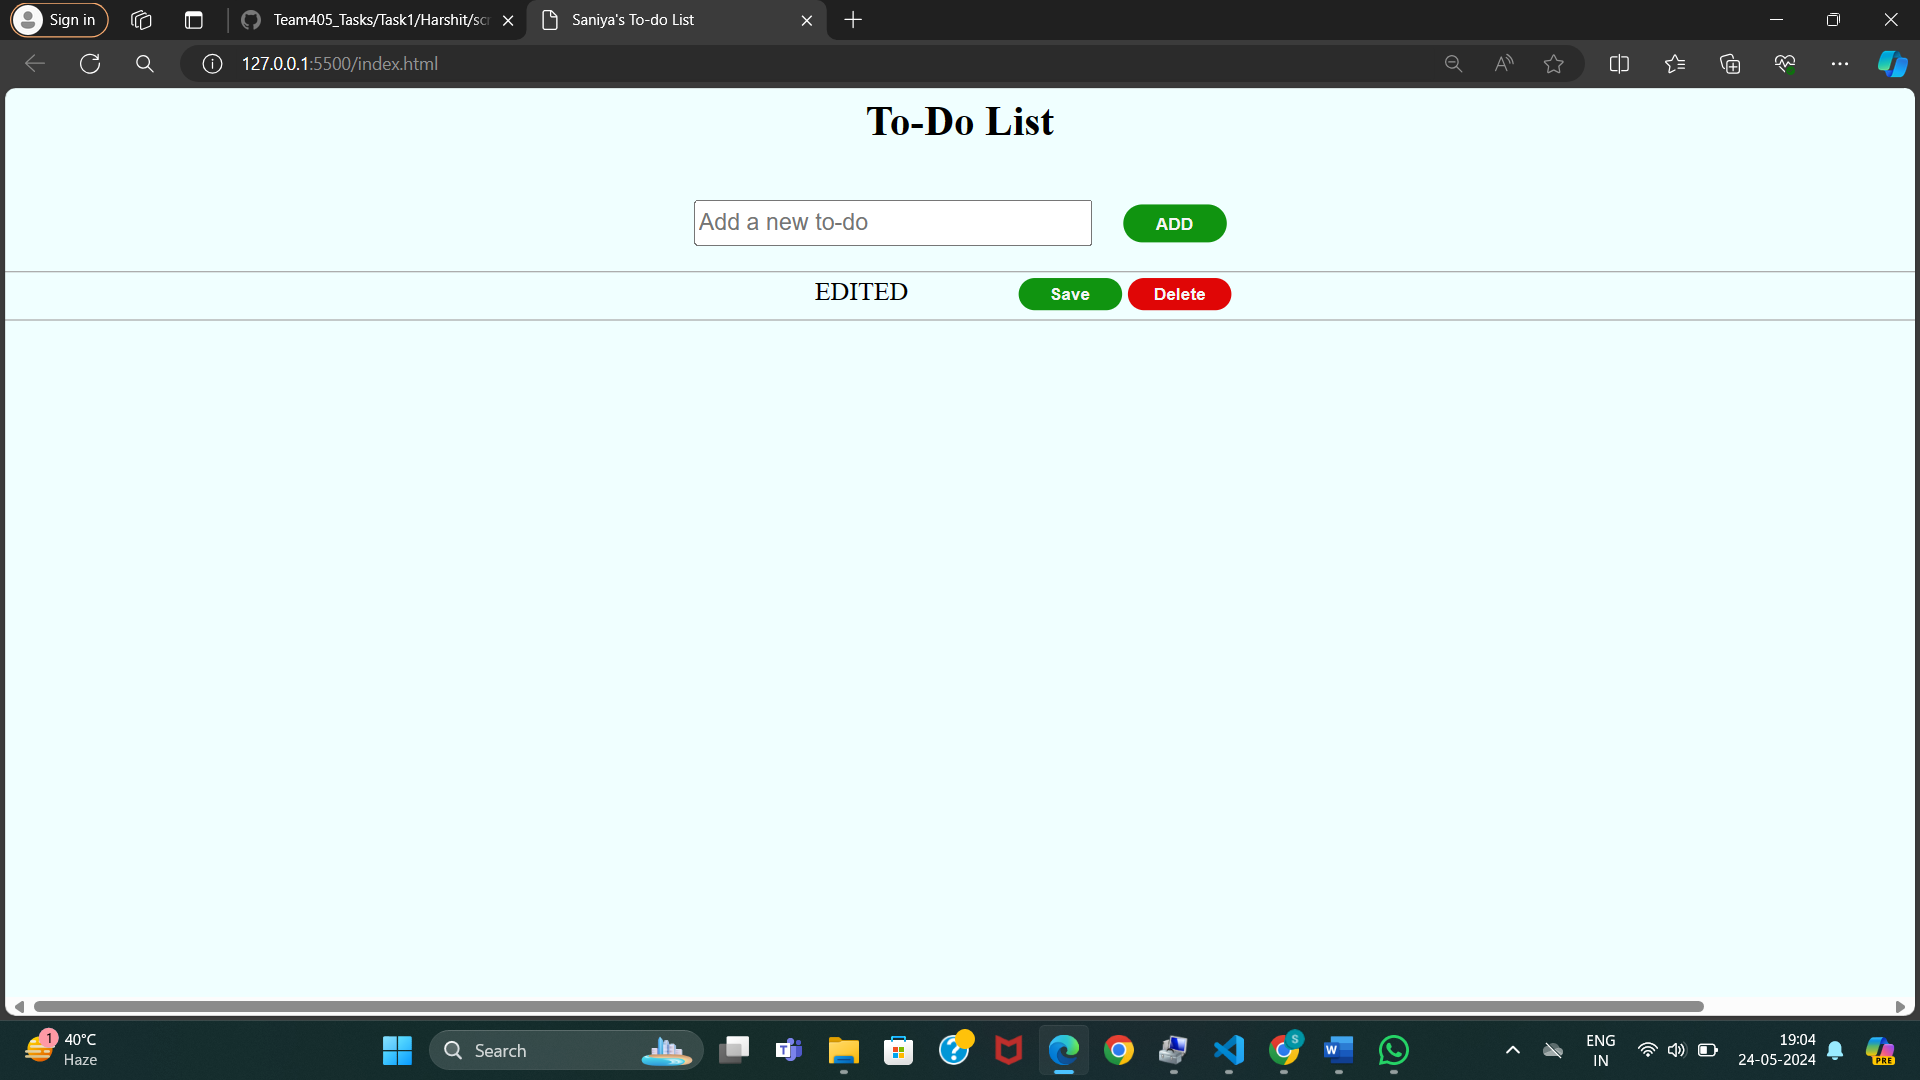 Sign in
Team405_Tasks/Task1/Harshit/scr
Saniya's To-do List
127.0.0.1:5500/index.html
To-Do List
Add a new to-do
ADD
EDITED
Save
Delete
1
40°C
Haze
Search
S
ENG
IN
19:04
24-05-2024
PRE